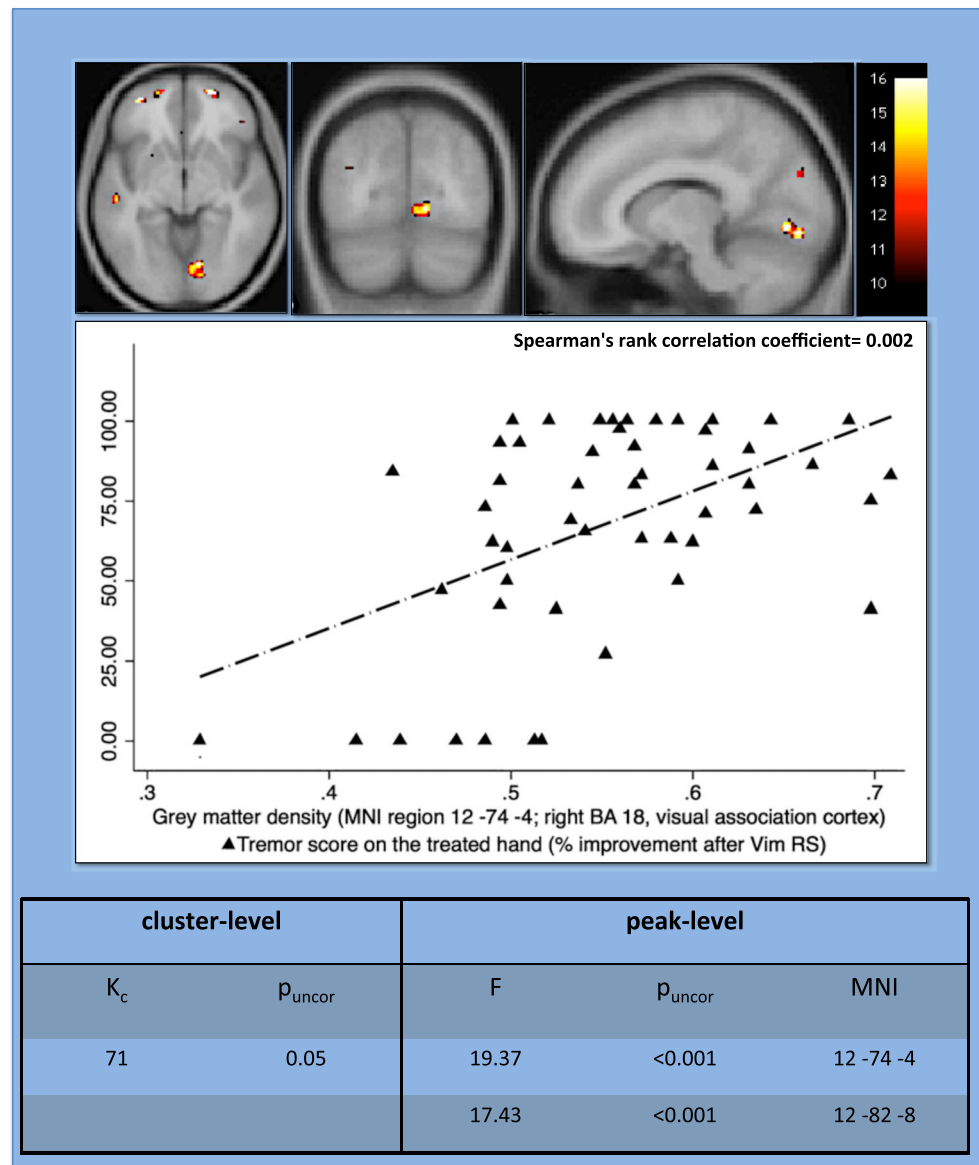 16
15
14
13
12
11
10
Spearman's rank correlation coefficient= 0.002
100.00
75.00
50.00
25.00
0.00
.3 .4 .5 .6 .7
Grey matter density (MNI region 12 -74 -4; right BA 18, visual association cortex)
▲Tremor score on the treated hand (% improvement after Vim RS)
cluster-level peak-level
Kc puncor F puncor MNI
71 0.05 19.37 <0.001 12 -74 -4
17.43 <0.001 12 -82 -8